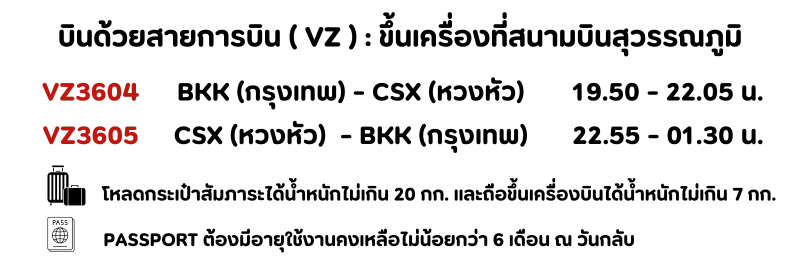 บินด้วยสายการบิน ( VZ ) : ขึ้นเครื่องที่สนามบินสุวรรณภูมิ
VZ3604 BKK (กรุงเทพ) - CSX (หวงหัว) 19.50 - 22.05 น.
VZ3605 CSX (หวงหัว) - BKK (กรุงเทพ) 22.55 - 01.30 น.
โหลดกระเป๋าสัมภาระได้น้ำหนักไม่เกิน 20 กก. และถือขึ้นเครื่องบินได้น้ำหนักไม่เกิน 7 กก.
PASS
PASSPORT ต้องมีอายุใช้งานคงเหลือไม่น้อยกว่า 6 เดือน ณ วันกลับ